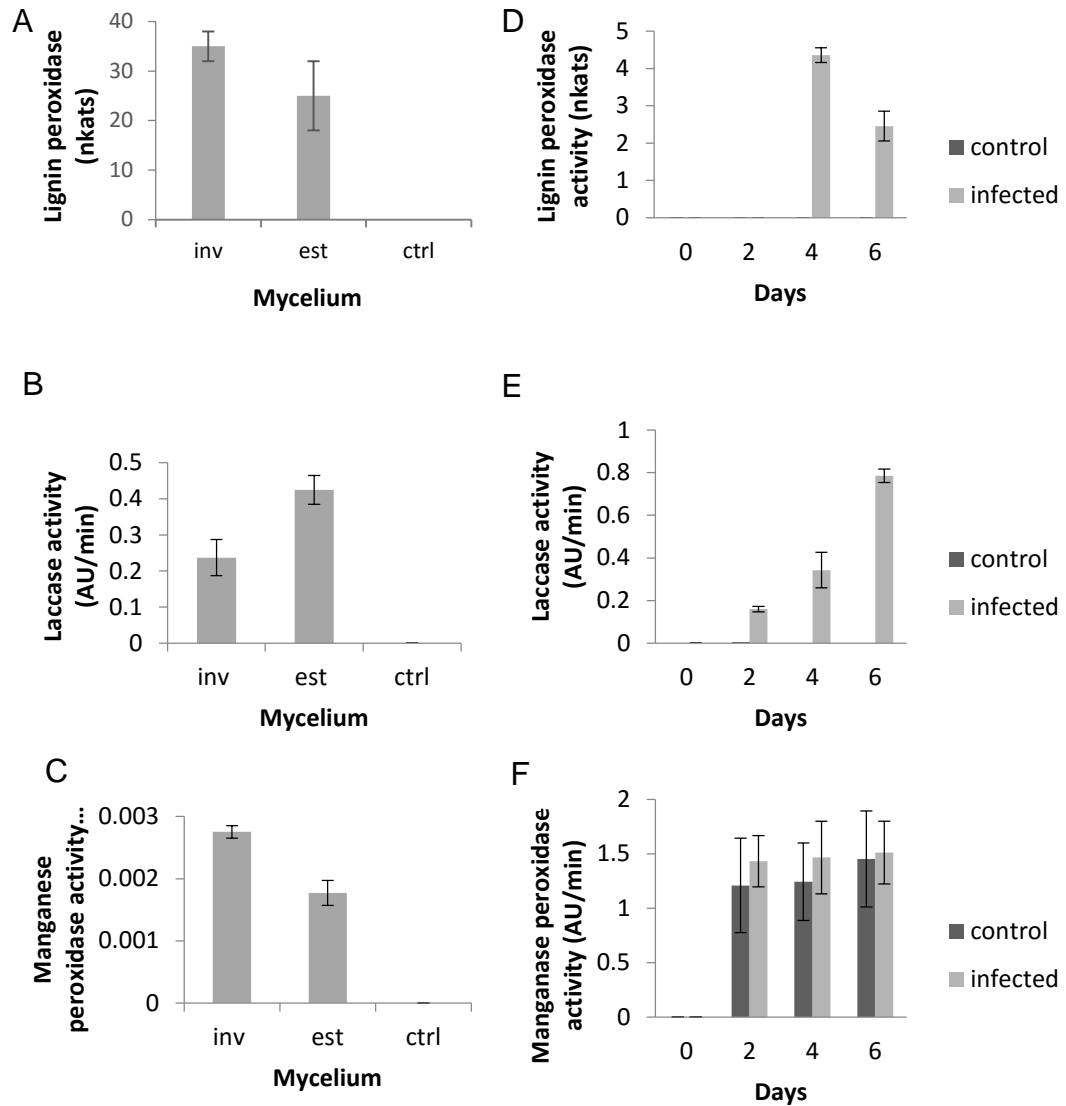 A
Lignin peroxidase
(nkats)
40
30
20
10
0
inv est ctrl
Mycelium
D
Lignin peroxidase
activity (nkats)
5
4
3
2
1
0
0 2 4 6
Days
control
infected
B
Laccase activity
(AU/min)
0.5
0.4
0.3
0.2
0.1
0
inv est ctrl
Mycelium
E
Laccase activity
(AU/min)
1
0.8
0.6
0.4
0.2
0
0 2 4 6
Days
control
infected
C
Manganese
peroxidase activity...
0.003
0.002
0.001
0
inv est ctrl
Mycelium
F
Manganase peroxidase
activity (AU/min)
2
1.5
1
0.5
0
0 2 4 6
Days
control
infected